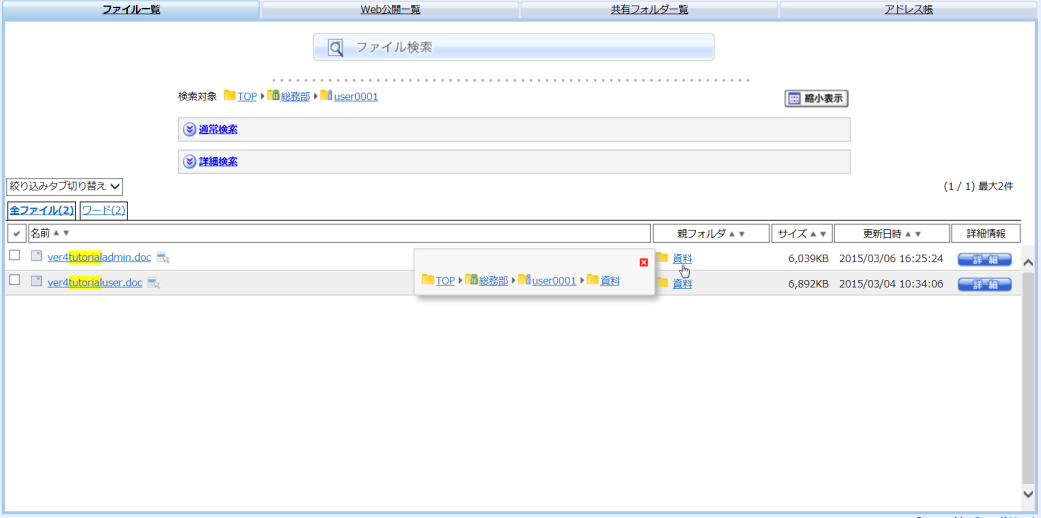 ファイル一覧 Web公開一覧 共有フォルダ一覧 アドレス帳
ファイル検索
検索対象 TOP 総務部 user0001 縮小表示
通常検索
詳細検索
絞り込みタブ切り替え (1 / 1) 最大2件
全ファイル(2) ワード(2)
名前▲▼ 親フォルダ▲▼ サイズ▲▼ 更新日時▲▼ 詳細情報
ver4tutorialadmin.doc 資料 6,039KB 2015/03/06 16:25:24 詳細
TOP 総務部 user0001 資料
ver4tutorialuser.doc 資料 6,892KB 2015/03/04 10:34:06 詳細